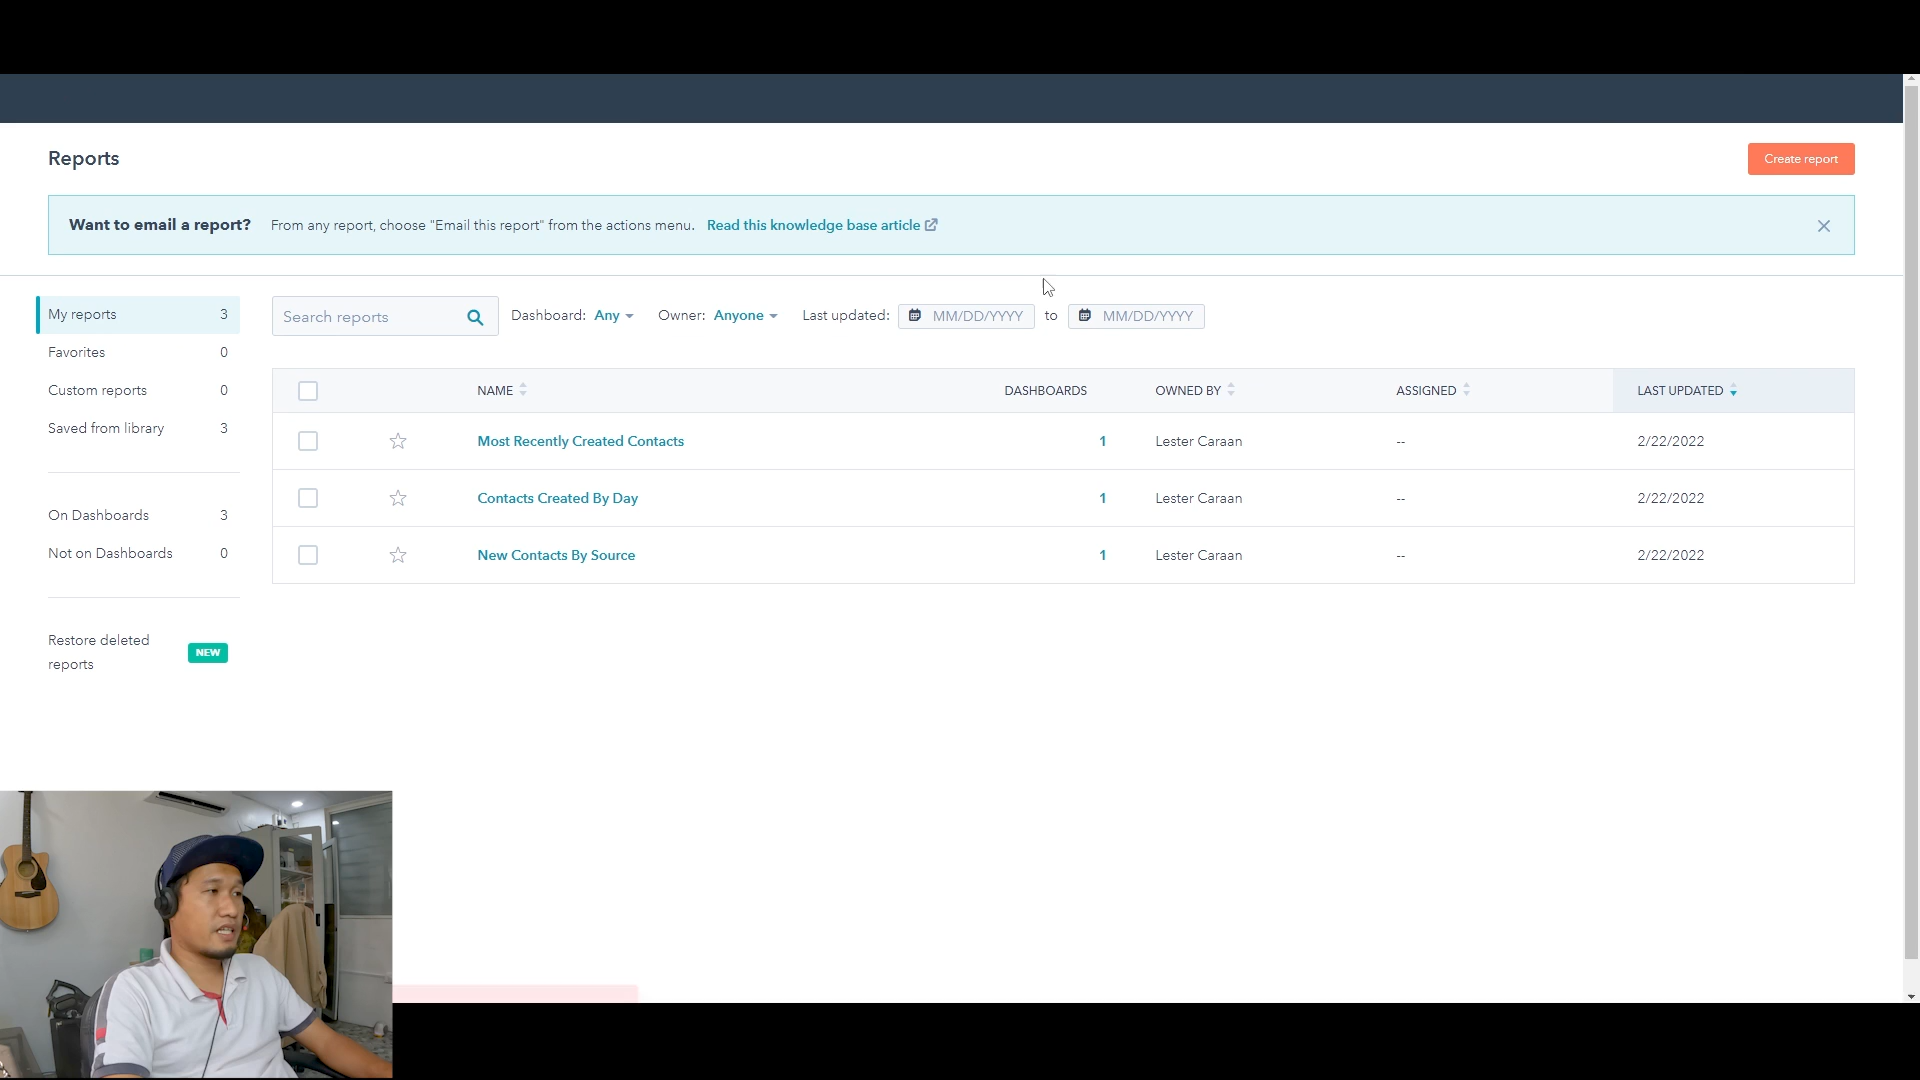 Reports
Create report
Want to email a report? From any report, choose "Email this report" from the actions menu. Read this knowledge base article
My reports 3
Favorites 0
Custom reports 0
Saved from library 3
On Dashboards 3
Not on Dashboards 0
Restore deleted
reports
NEW
Search reports Dashboard: Any Owner: Anyone Last updated: MM/DD/YYYY to MM/DD/YYYY
NAME DASHBOARDS OWNED BY ASSIGNED LAST UPDATED
Most Recently Created Contacts 1 Lester Caraan -- 2/22/2022
Contacts Created By Day 1 Lester Caraan -- 2/22/2022
New Contacts By Source 1 Lester Caraan -- 2/22/2022